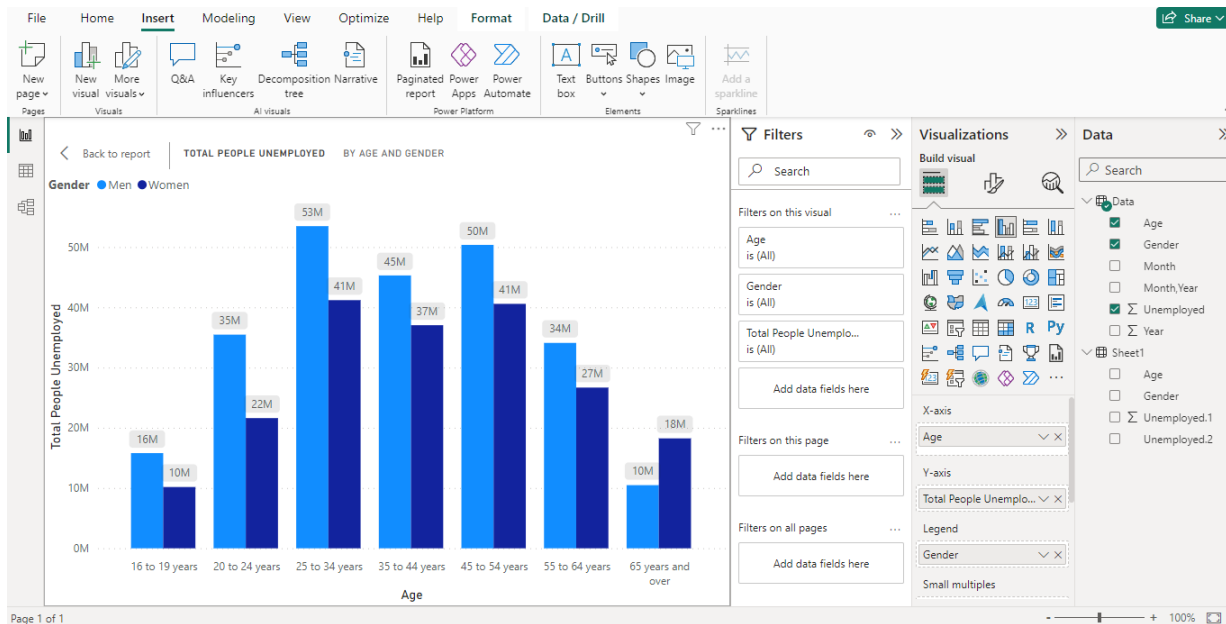 File Home Insert Modeling View Optimize Help Format Data / Drill Share
New page
New visual
More visuals
Q&A
Key influencers
Decomposition tree
Narrative
Paginated report
Power Apps
Power Automate
Text box
Buttons
Shapes
Image
Add a sparkline
Pages Visuals AI visuals Power Platform Elements Sparklines
Back to report TOTAL PEOPLE UNEMPLOYED BY AGE AND GENDER
Gender Men Women
Total People Unemployed
50M
40M
30M
20M
10M
0M
16M 10M
35M 22M
53M 41M
45M 37M
50M 41M
34M 27M
10M 18M
16 to 19 years 20 to 24 years 25 to 34 years 35 to 44 years 45 to 54 years 55 to 64 years 65 years and
over
Age
Filters
Search
Filters on this visual ...
Age
is (All)
Gender
is (All)
Total People Unemplo...
is (All)
Add data fields here
Filters on this page ...
Add data fields here
Filters on all pages ...
Add data fields here
Visualizations
Build visual
123
R Py
123
...
X-axis
Age
Y-axis
Total People Unemplo...
Legend
Gender
Small multiples
Data
Search
Data
Age
Gender
Month
Month,Year
Σ Unemployed
Σ Year
Sheet1
Age
Gender
Σ Unemployed.1
Unemployed.2
Page 1 of 1
- + 100%